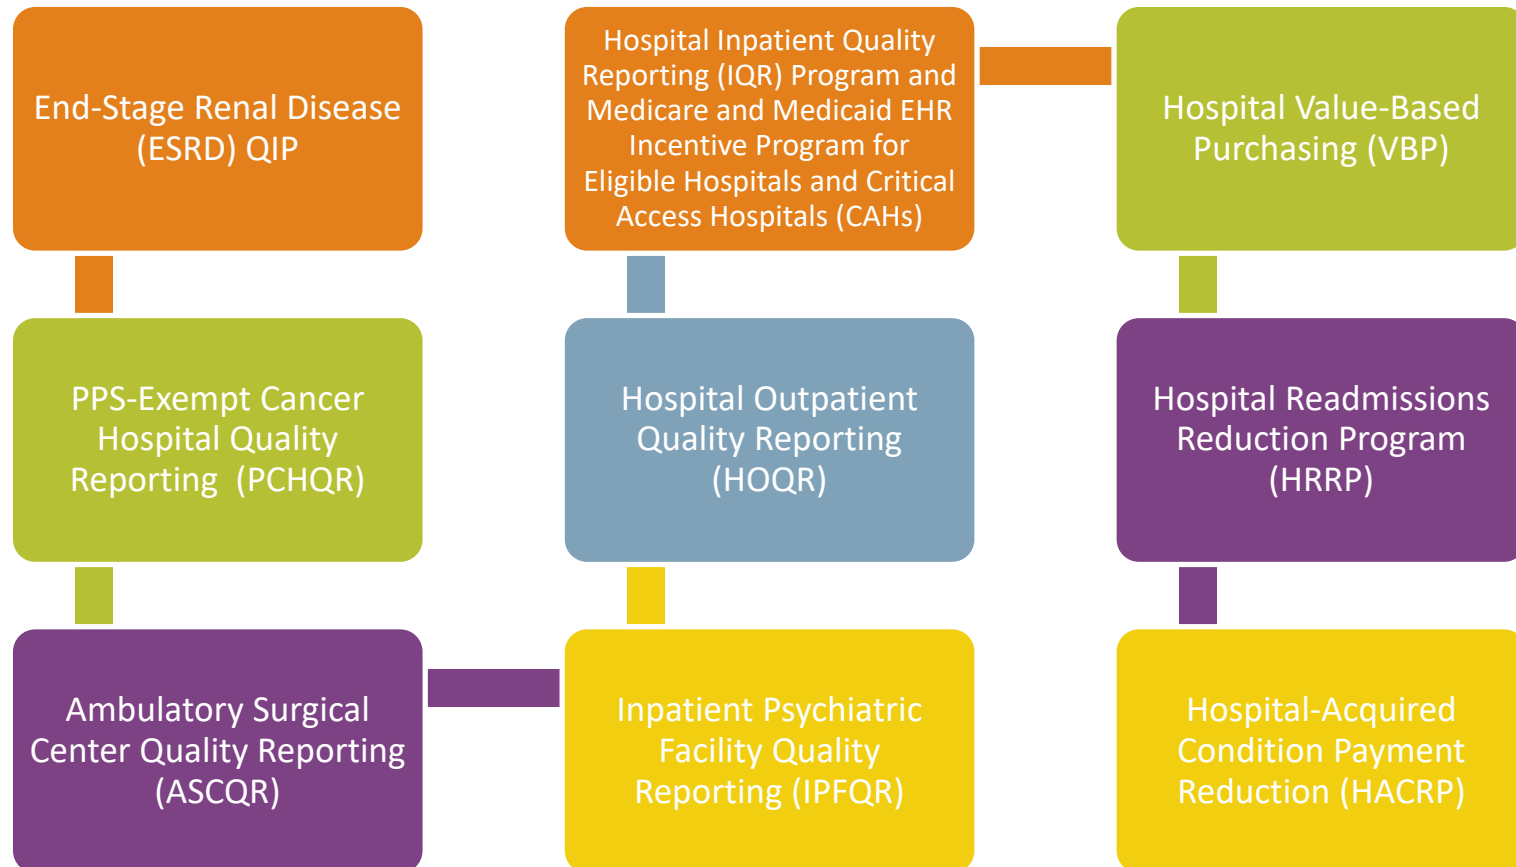 End-Stage Renal Disease
(ESRD) QIP
PPS-Exempt Cancer
Hospital Quality
Reporting  (PCHQR)
Ambulatory Surgical
Center Quality Reporting
(ASCQR)
Inpatient Psychiatric
Facility Quality
Reporting (IPFQR)
Hospital Outpatient
Quality Reporting
(HOQR)
Hospital Inpatient Quality
Reporting (IQR) Program and
Medicare and Medicaid EHR
Incentive Program for
Eligible Hospitals and Critical
Access Hospitals (CAHs)
Hospital Value-Based
Purchasing (VBP)
Hospital Readmissions
Reduction Program
(HRRP)
Hospital-Acquired
Condition Payment
Reduction (HACRP)